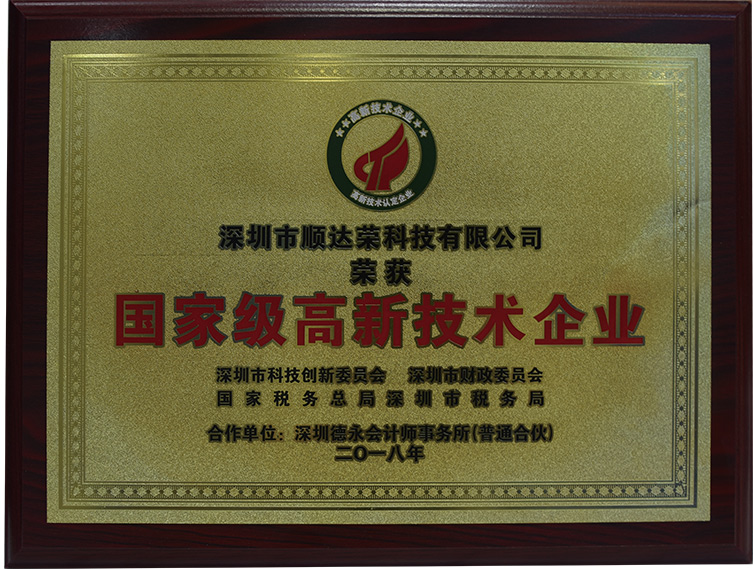 ★★高新技术企业★★
高新技术认定企业
深圳市顺达荣科技有限公司
荣获
国家级高新技术企业
深圳市科技创新委员会 深圳市财政委员会
国家税务总局深圳市税务局
合作单位：深圳德永会计师事务所(普通合伙)
二〇一八年